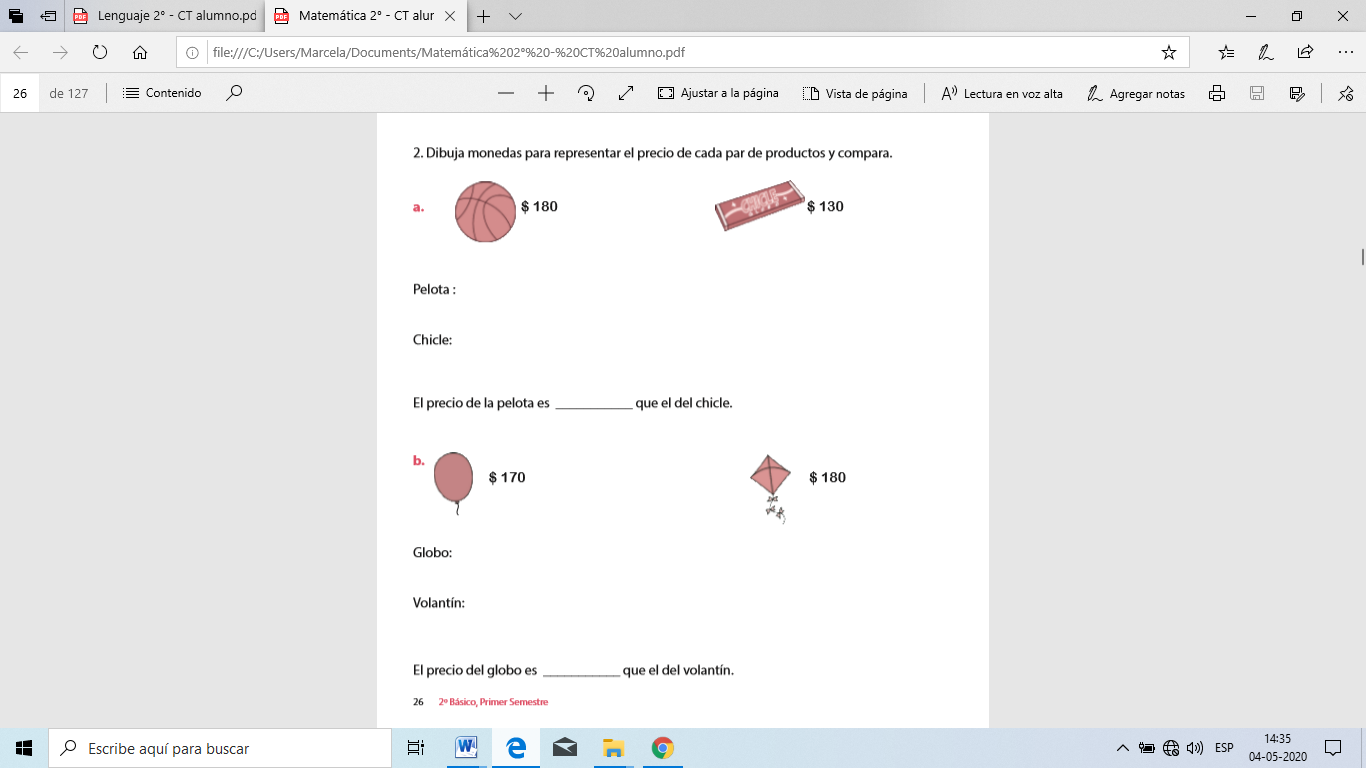 Lenguaje 2° - CT alumno.pd
Matemática 2° - CT alur
file:///C:/Users/Marcela/Documents/Matemática%202°%20-%20CT%20alumno.pdf
26 de 127 Contenido Ajustar a la página Vista de página Lectura en voz alta Agregar notas
2. Dibuja monedas para representar el precio de cada par de productos y compara.
a. $ 180 CHICLE $ 130
Pelota :
Chicle:
El precio de la pelota es ___________ que el del chicle.
b. $ 170 $ 180
Globo:
Volantín:
El precio del globo es ___________ que el del volantín.
26 2º Básico, Primer Semestre
Escribe aquí para buscar
ESP
14:35
04-05-2020